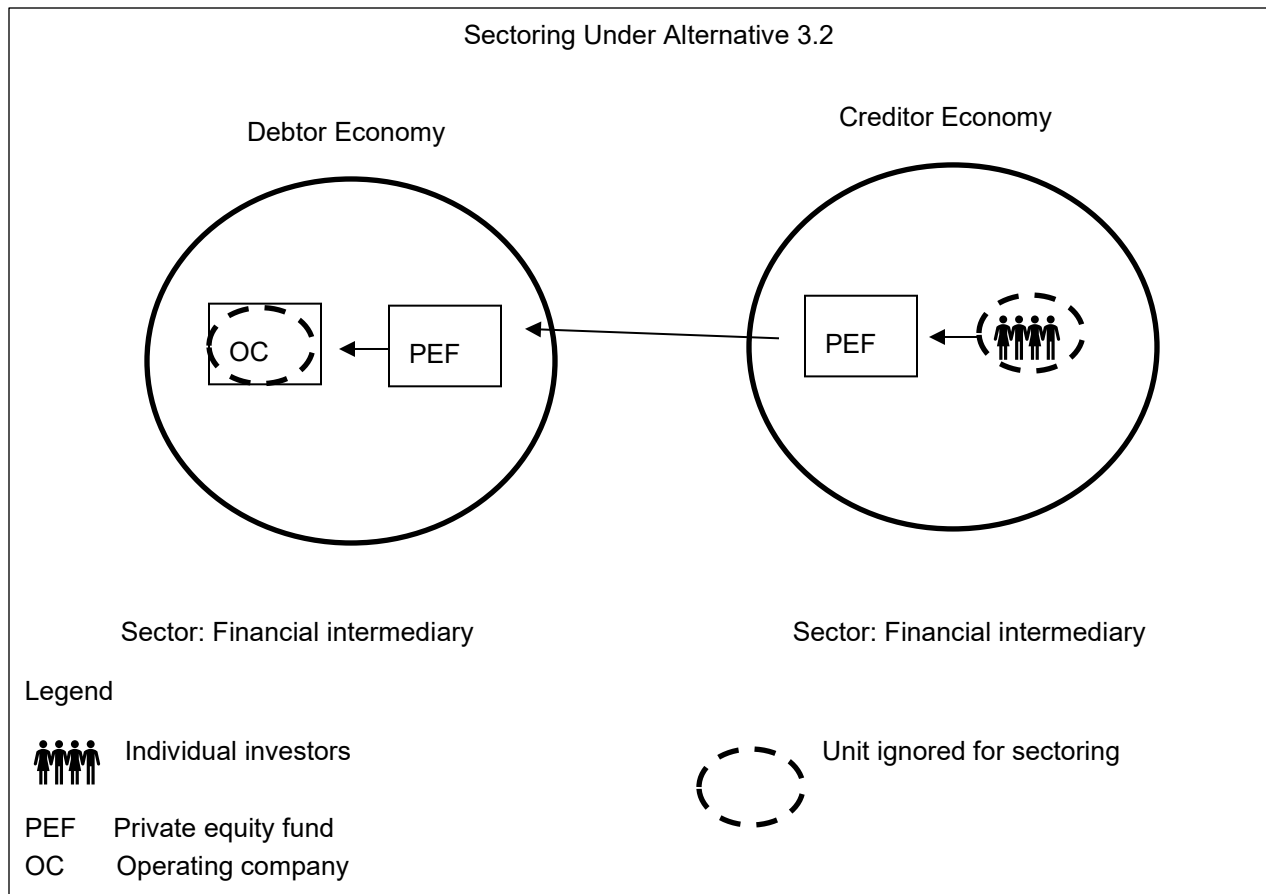 Sectoring Under Alternative 3.2
Debtor Economy
Creditor Economy
OC
PEF
PEF
Sector: Financial intermediary
Sector: Financial intermediary
Legend
Individual investors
Unit ignored for sectoring
PEF Private equity fund
OC Operating company